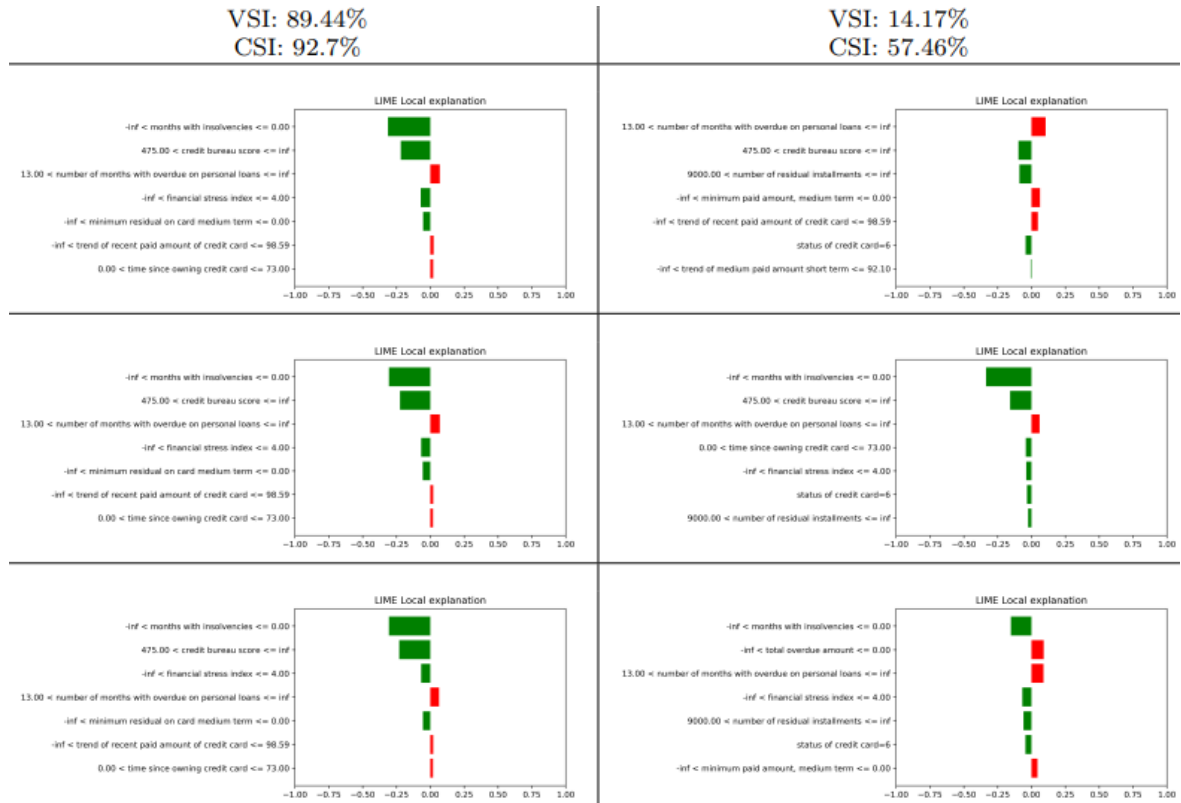 VSI: 89.44%
CSI: 92.7%
VSI: 14.17%
CSI: 57.46%
LIME Local explanation
-inf < months with insolvencies <= 0.00
475.00 < credit bureau score <= inf
13.00 < number of months with overdue on personal loans <= inf
-inf < financial stress index <= 4.00
-inf < minimum residual on card medium term <= 0.00
-inf < trend of recent paid amount of credit card <= 98.59
0.00 < time since owning credit card <= 73.00
−1.00 −0.75 −0.50 −0.25 0.00 0.25 0.50 0.75 1.00
LIME Local explanation
13.00 < number of months with overdue on personal loans <= inf
475.00 < credit bureau score <= inf
9000.00 < number of residual installments <= inf
-inf < minimum paid amount, medium term <= 0.00
-inf < trend of recent paid amount of credit card <= 98.59
status of credit card=6
-inf < trend of medium paid amount short term <= 92.10
−1.00 −0.75 −0.50 −0.25 0.00 0.25 0.50 0.75 1.00
LIME Local explanation
-inf < months with insolvencies <= 0.00
475.00 < credit bureau score <= inf
13.00 < number of months with overdue on personal loans <= inf
-inf < financial stress index <= 4.00
-inf < minimum residual on card medium term <= 0.00
-inf < trend of recent paid amount of credit card <= 98.59
0.00 < time since owning credit card <= 73.00
−1.00 −0.75 −0.50 −0.25 0.00 0.25 0.50 0.75 1.00
LIME Local explanation
-inf < months with insolvencies <= 0.00
475.00 < credit bureau score <= inf
13.00 < number of months with overdue on personal loans <= inf
0.00 < time since owning credit card <= 73.00
-inf < financial stress index <= 4.00
status of credit card=6
9000.00 < number of residual installments <= inf
−1.00 −0.75 −0.50 −0.25 0.00 0.25 0.50 0.75 1.00
LIME Local explanation
-inf < months with insolvencies <= 0.00
475.00 < credit bureau score <= inf
-inf < financial stress index <= 4.00
13.00 < number of months with overdue on personal loans <= inf
-inf < minimum residual on card medium term <= 0.00
-inf < trend of recent paid amount of credit card <= 98.59
0.00 < time since owning credit card <= 73.00
−1.00 −0.75 −0.50 −0.25 0.00 0.25 0.50 0.75 1.00
LIME Local explanation
-inf < months with insolvencies <= 0.00
-inf < total overdue amount <= 0.00
13.00 < number of months with overdue on personal loans <= inf
-inf < financial stress index <= 4.00
9000.00 < number of residual installments <= inf
status of credit card=6
-inf < minimum paid amount, medium term <= 0.00
−1.00 −0.75 −0.50 −0.25 0.00 0.25 0.50 0.75 1.00